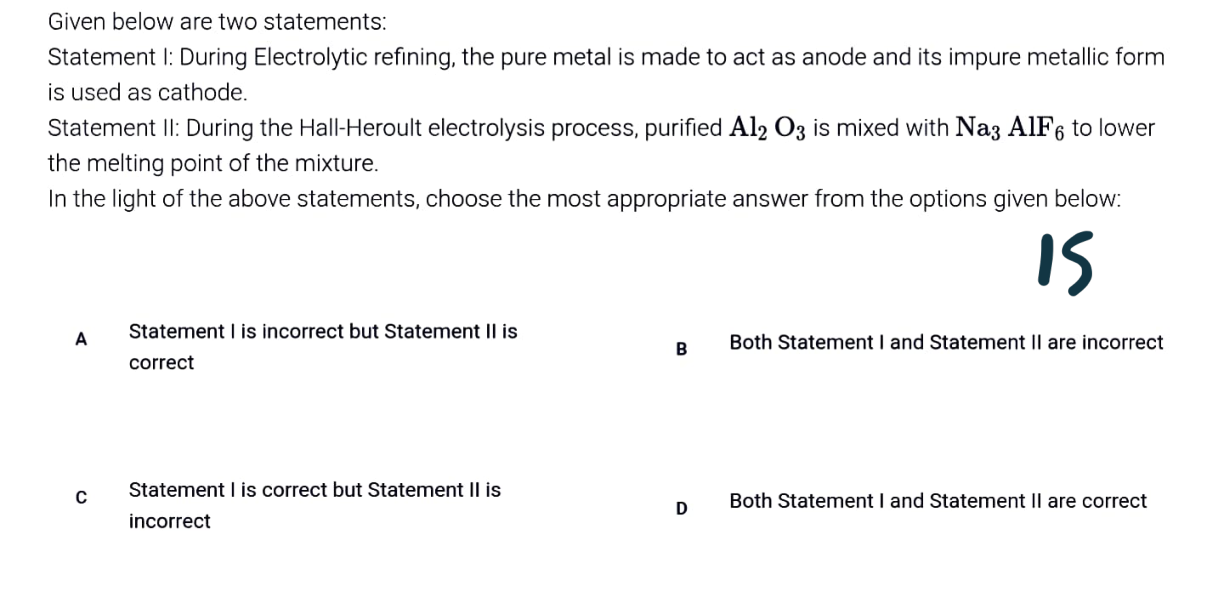 Given below are two statements:
Statement I: During Electrolytic refining, the pure metal is made to act as anode and its impure metallic form
is used as cathode.
Statement II: During the Hall-Heroult electrolysis process, purified Al₂ O₃ is mixed with Na₃ AlF₆ to lower
the melting point of the mixture.
In the light of the above statements, choose the most appropriate answer from the options given below:
15
A Statement I is incorrect but Statement II is
correct
B Both Statement I and Statement II are incorrect
C Statement I is correct but Statement II is
incorrect
D Both Statement I and Statement II are correct